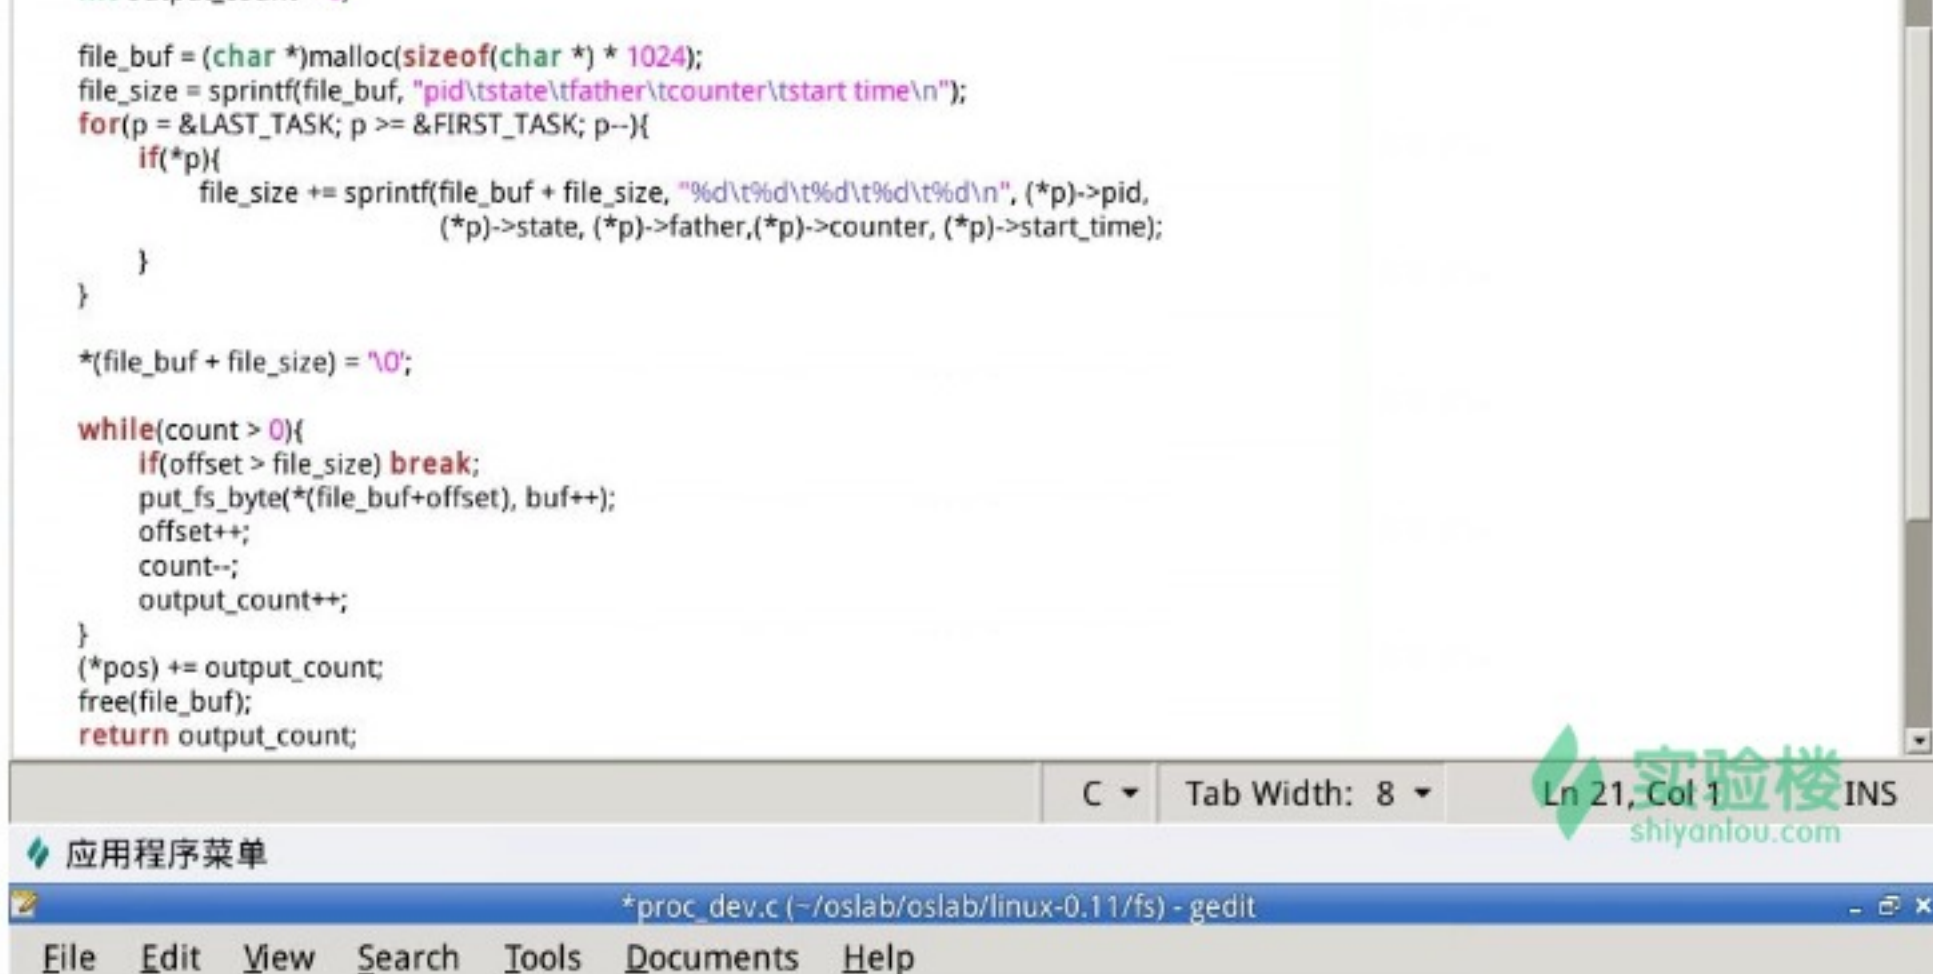 file_buf = (char *)malloc(sizeof(char *) * 1024);
file_size = sprintf(file_buf, "pid\tstate\tfather\tcounter\tstart time\n");
for(p = &LAST_TASK; p >= &FIRST_TASK; p--){
if(*p){
file_size += sprintf(file_buf + file_size, "%d\t%d\t%d\t%d\t%d\n", (*p)->pid,
(*p)->state, (*p)->father,(*p)->counter, (*p)->start_time);
}
}
*(file_buf + file_size) = '\0';
while(count > 0){
if(offset > file_size) break;
put_fs_byte(*(file_buf+offset), buf++);
offset++;
count--;
output_count++;
}
(*pos) += output_count;
free(file_buf);
return output_count;
C Tab Width: 8 Ln 21, Col 1 INS
实验楼
shiyanlou.com
应用程序菜单
*proc_dev.c (~/oslab/oslab/linux-0.11/fs) - gedit
File Edit View Search Tools Documents Help